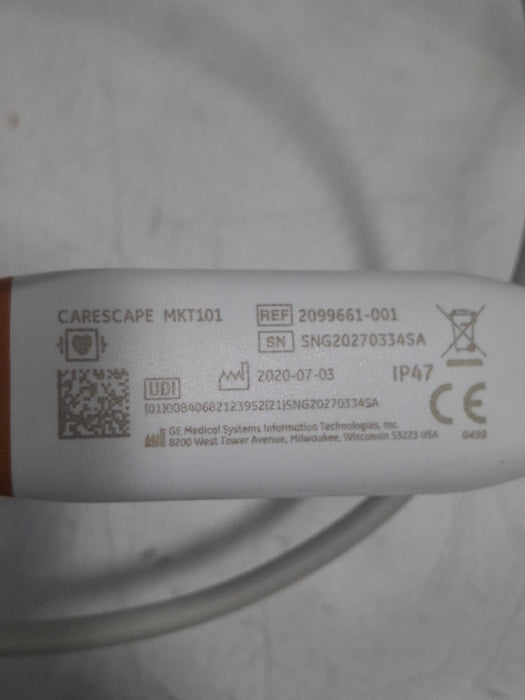 CARESCAPE MKT101
REF 2099661-001
SN SNG20270334SA
2020-07-03
IP47
UDI
(01)00840682123952(21)SNG20270334SA
CE
GE Medical Systems Information Technologies, Inc.
8200 West Tower Avenue, Milwaukee, Wisconsin 53223 USA